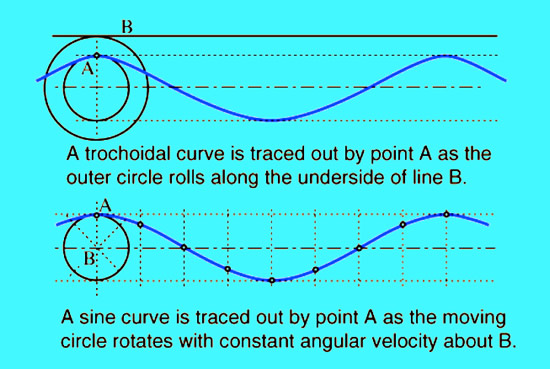 B
A
A trochoidal curve is traced out by point A as the
outer circle rolls along the underside of line B.
A
B
A sine curve is traced out by point A as the moving
circle rotates with constant angular velocity about B.